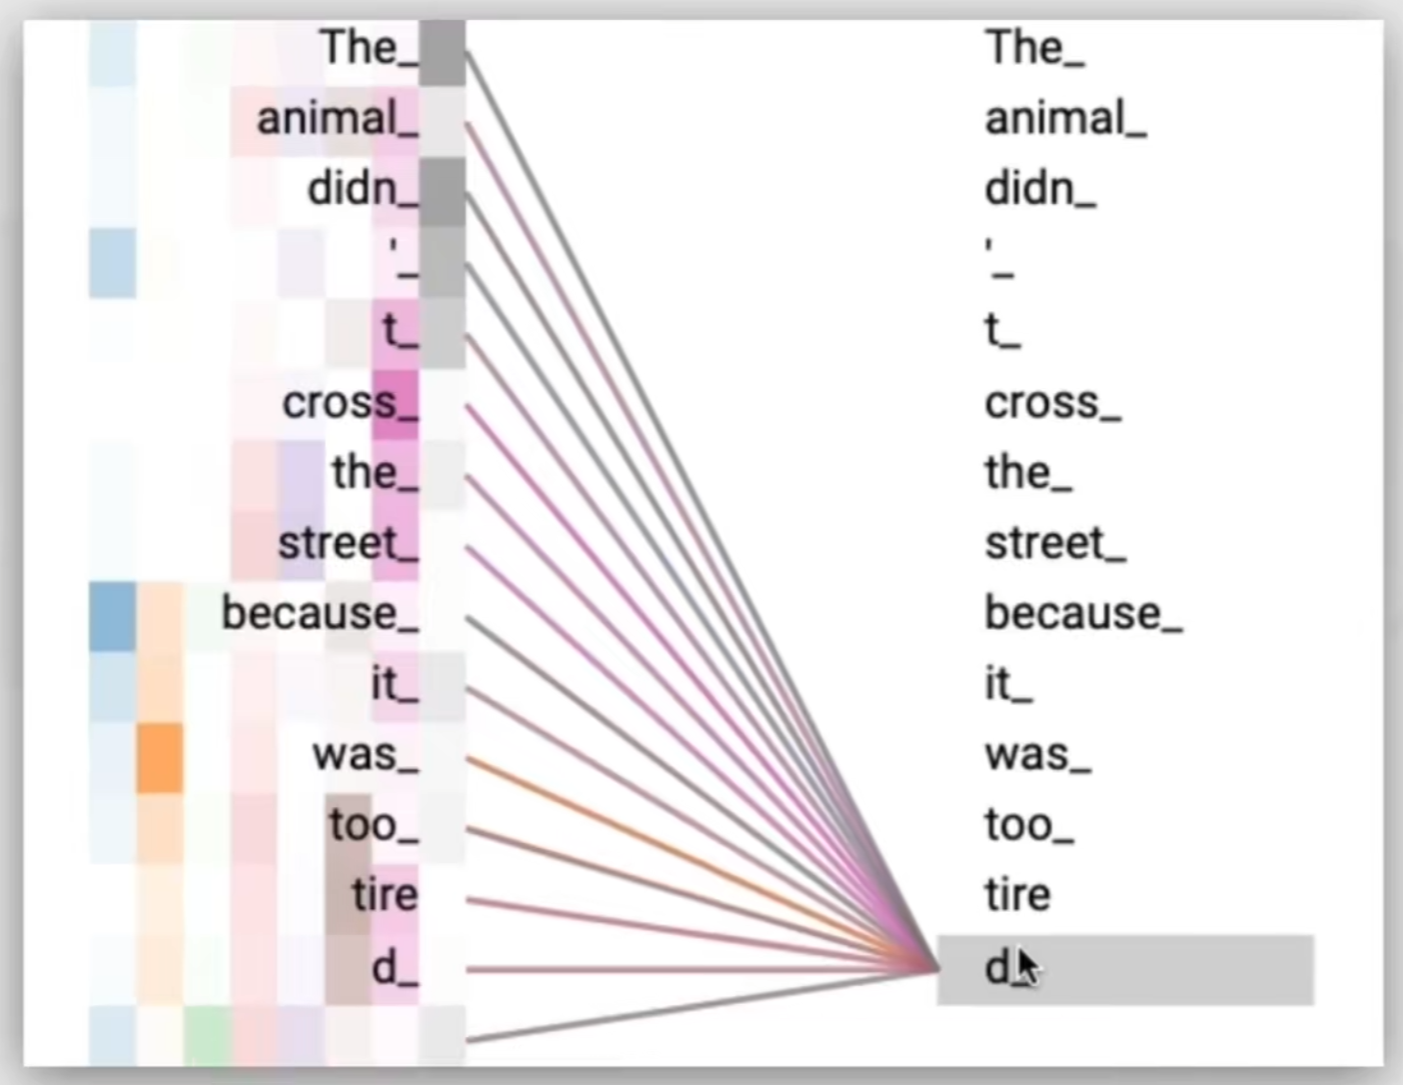 The_ The_
animal_ animal_
didn_ didn_
'_ '_
t_ t_
cross_ cross_
the_ the_
street_ street_
because_ because_
it_ it_
was_ was_
too_ too_
tire tire
d_ d_